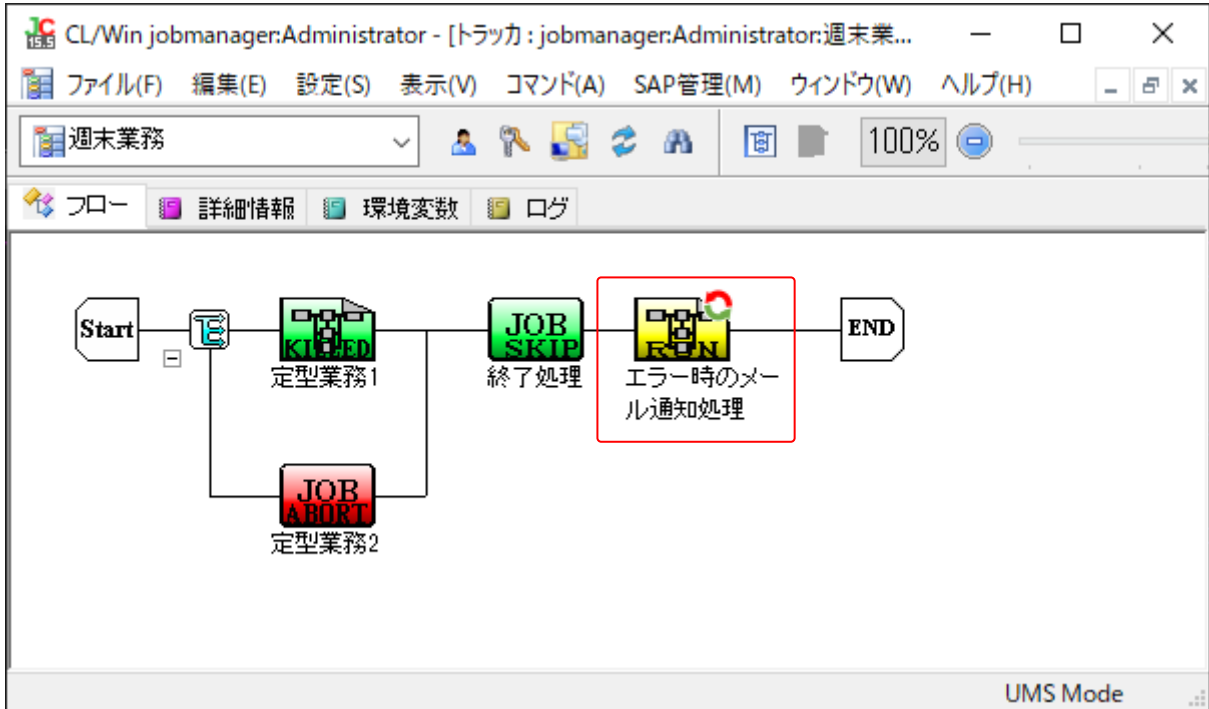 JC
15.5
CL/Win jobmanager:Administrator - [トラッカ : jobmanager:Administrator:週末業...
ファイル(F) 編集(E) 設定(S) 表示(V) コマンド(A) SAP管理(M) ウィンドウ(W) ヘルプ(H)
週末業務
100%
フロー 詳細情報 環境変数 ログ
Start
KILLED
定型業務1
JOB
SKIP
終了処理
RUN
エラー時のメー
ル通知処理
END
JOB
ABORT
定型業務2
UMS Mode